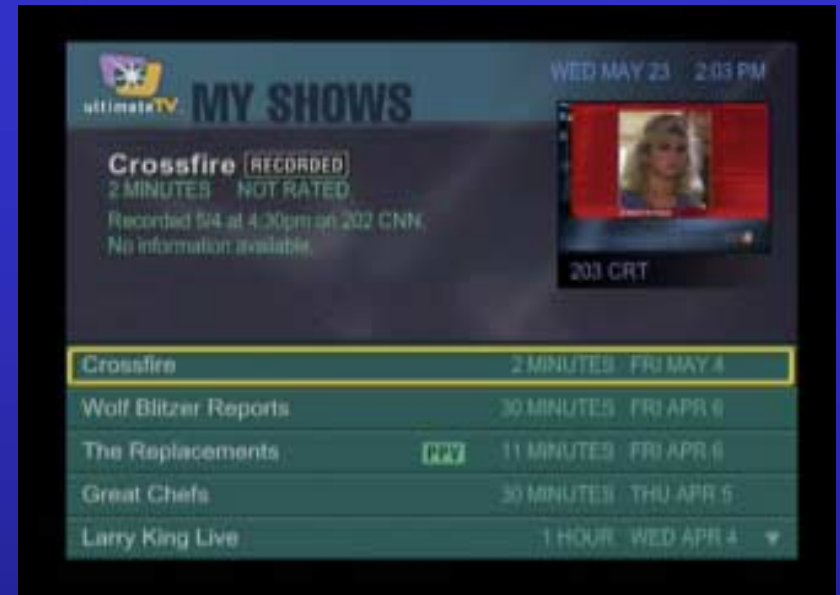 ultimateTV
MY SHOWS
WED MAY 23 2:03 PM
Crossfire RECORDED
2 MINUTES NOT RATED
Recorded 5/4 at 4:30pm on 202 CNN.
No information available.
203 CRT
Crossfire 2 MINUTES FRI MAY 4
Wolf Blitzer Reports 30 MINUTES FRI APR 6
The Replacements PPV 11 MINUTES FRI APR 6
Great Chefs 30 MINUTES THU APR 5
Larry King Live 1 HOUR WED APR 4